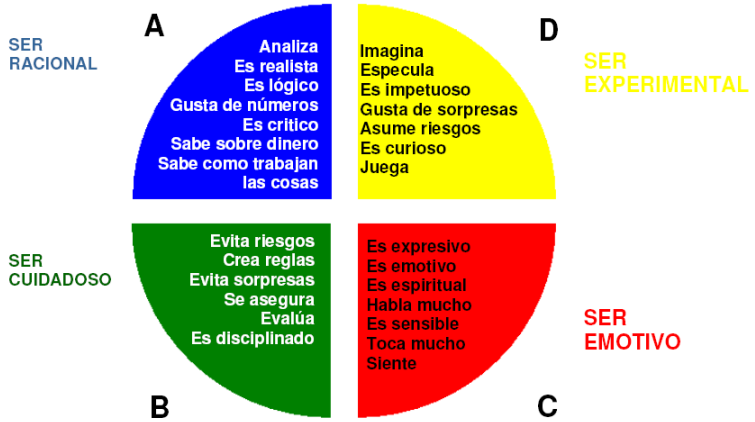 A
SER
RACIONAL
Analiza
Es realista
Es lógico
Gusta de números
Es critico
Sabe sobre dinero
Sabe como trabajan
las cosas
D
SER
EXPERIMENTAL
Imagina
Especula
Es impetuoso
Gusta de sorpresas
Asume riesgos
Es curioso
Juega
SER
CUIDADOSO
Evita riesgos
Crea reglas
Evita sorpresas
Se asegura
Evalúa
Es disciplinado
B
Es expresivo
Es emotivo
Es espiritual
Habla mucho
Es sensible
Toca mucho
Siente
SER
EMOTIVO
C